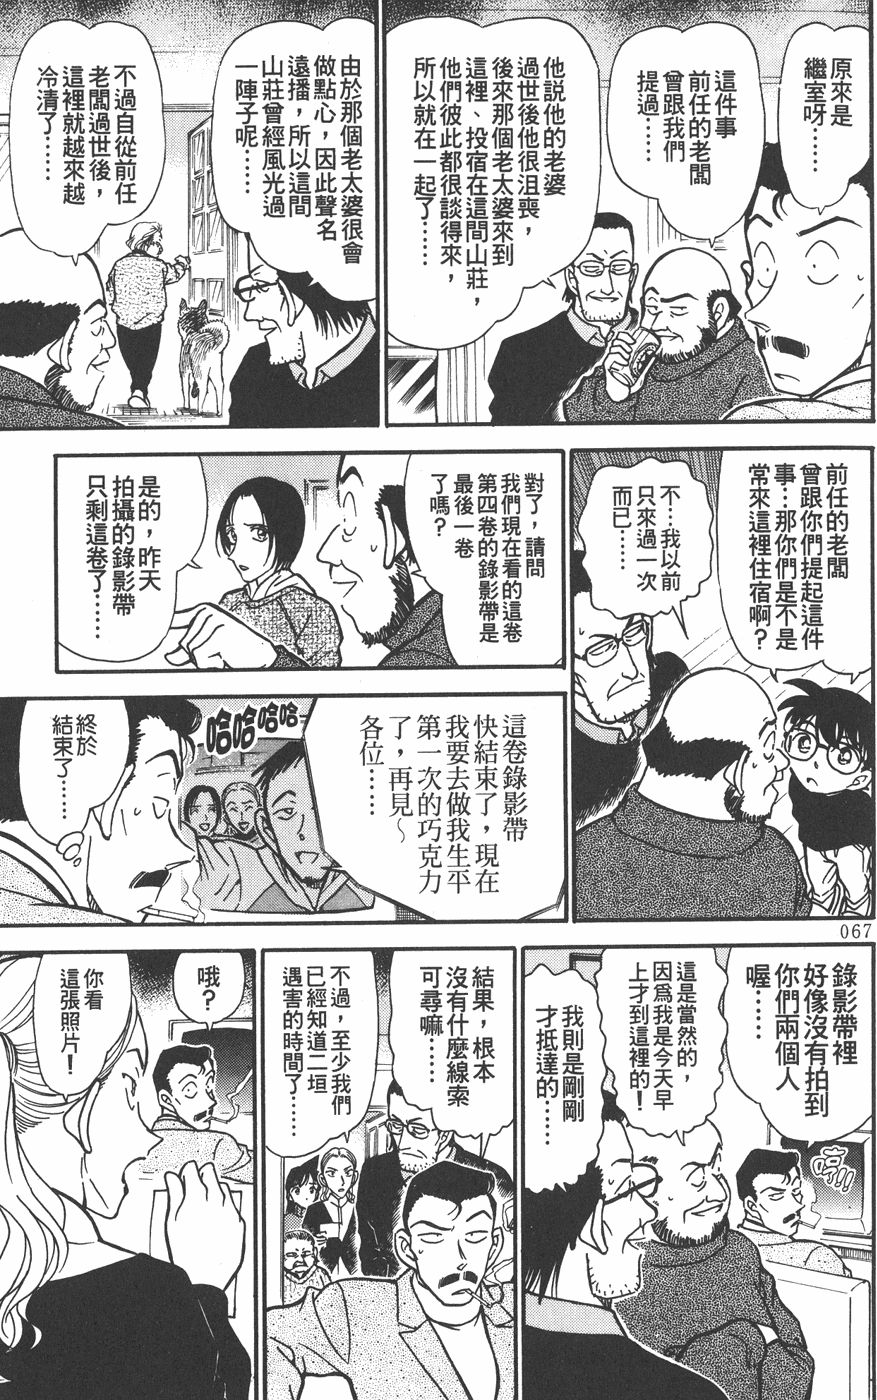 原來是
繼室呀…
這件事
前任的老闆
曾跟我們
提過……
他說他的老婆
過世後他很沮喪，
後來那個老太婆來到
這裡、投宿在這間山莊，
他們彼此都很談得來，
所以就在一起了……
由於那個老太婆很會
做點心，因此聲名
遠播，所以這間
山莊曾經風光過
一陣子呢……
不過自從前任
老闆過世後，
這裡就越來越
冷清了……
前任的老闆
曾跟你們提起這件
事…那你們是不是
常來這裡住宿啊？
不…我以前
只來過一次
而已……
對了，請問
我們現在看的這卷
第四卷的錄影帶是
最後一卷
了嗎？
是的，昨天
拍攝的錄影帶
只剩這卷了……
這卷錄影帶
快結束了，現在
我要去做我生平
第一次的巧克力
了，再見～
各位……
哈哈哈哈
終於
結束了……
067
錄影帶裡
好像沒有拍到
你們兩個人
喔……
這是當然的，
因為我是今天早
上才到這裡的！
哼!!
我則是剛剛
才抵達的……
結果，根本
沒有什麼線索
可尋嘛…
不過，至少我們
已經知道二垣
遇害的時間了……
哦？
你看
這張照片！